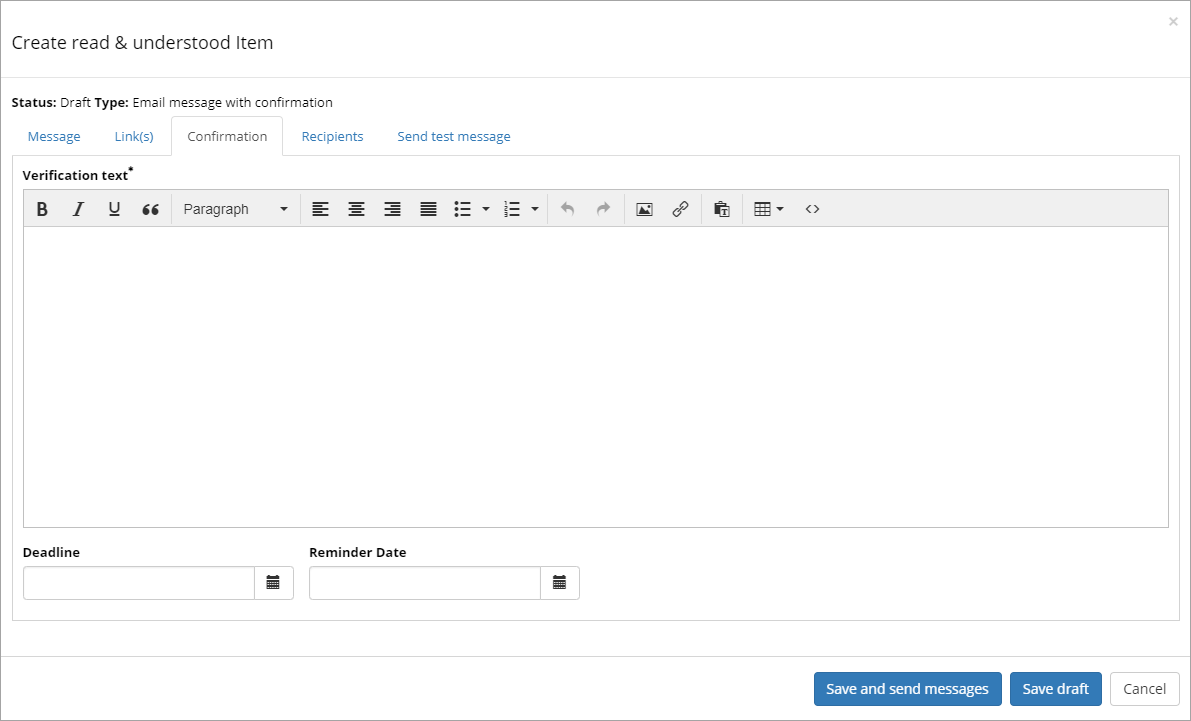 ×
Create read & understood Item
Status: Draft Type: Email message with confirmation
Message Link(s) Confirmation Recipients Send test message
Verification text*
B I U Paragraph
Deadline Reminder Date
Save and send messages Save draft Cancel